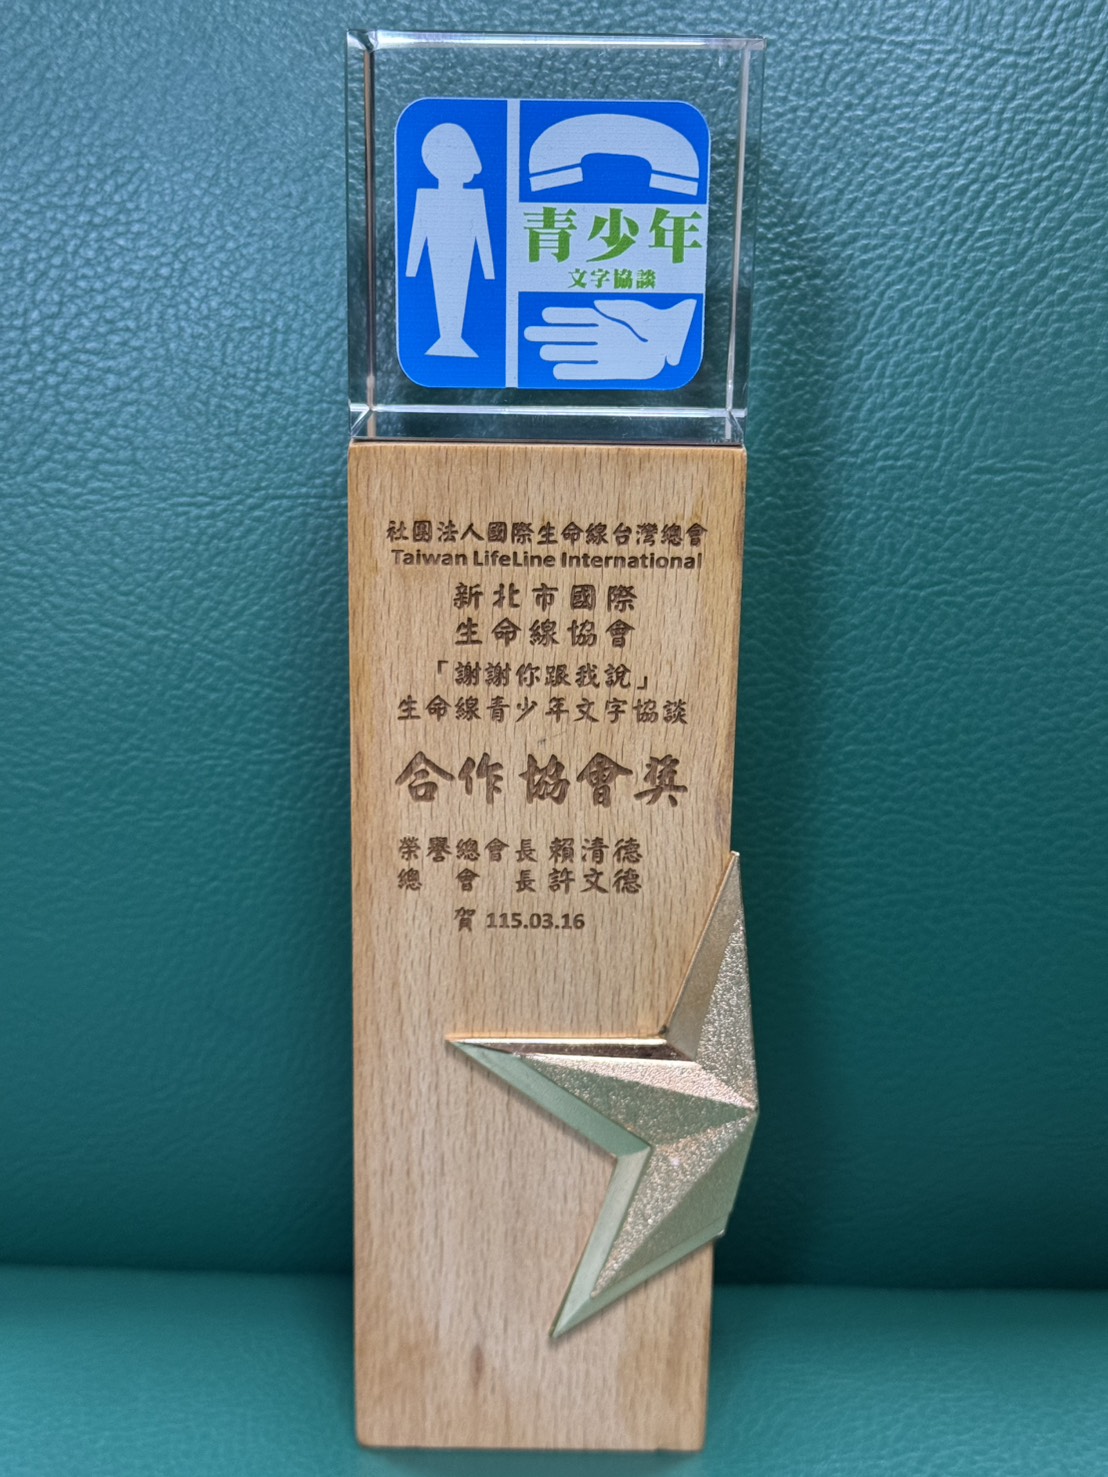 青少年
文字協談
社團法人國際生命線台灣總會
Taiwan LifeLine International
新北市國際
生命線協會
「謝謝你跟我說」
生命線青少年文字協談
合作協會獎
榮譽總會長 賴清德
總會長 許文德
賀 115.03.16